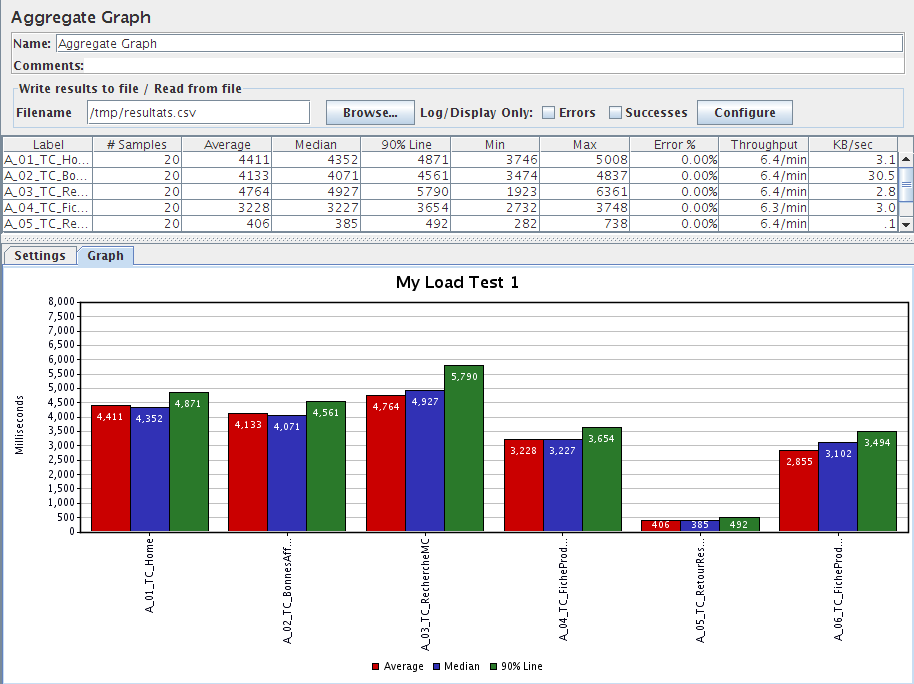 Aggregate Graph
Name: Aggregate Graph
Comments:
Write results to file / Read from file
Filename /tmp/resultats.csv Browse... Log/Display Only: Errors Successes Configure
Label # Samples Average Median 90% Line Min Max Error % Throughput KB/sec
A_01_TC_Ho... 20 4411 4352 4871 3746 5008 0.00% 6.4/min 3.1
A_02_TC_Bo... 20 4133 4071 4561 3474 4837 0.00% 6.4/min 30.5
A_03_TC_Re... 20 4764 4927 5790 1923 6361 0.00% 6.4/min 2.8
A_04_TC_Fic... 20 3228 3227 3654 2732 3748 0.00% 6.3/min 3.0
A_05_TC_Re... 20 406 385 492 282 738 0.00% 6.4/min .1
Settings Graph
My Load Test 1
Milliseconds
8,000
7,500
7,000
6,500
6,000
5,500
5,000
4,500
4,000
3,500
3,000
2,500
2,000
1,500
1,000
500
0
4,411 4,352 4,871
4,133 4,071 4,561
4,764 4,927 5,790
3,228 3,227 3,654
406 385 492
2,855 3,102 3,494
A_01_TC_Home
A_02_TC_BonnesAff...
A_03_TC_RechercheMC
A_04_TC_FicheProd...
A_05_TC_RetourRes...
A_06_TC_FicheProd...
Average Median 90% Line